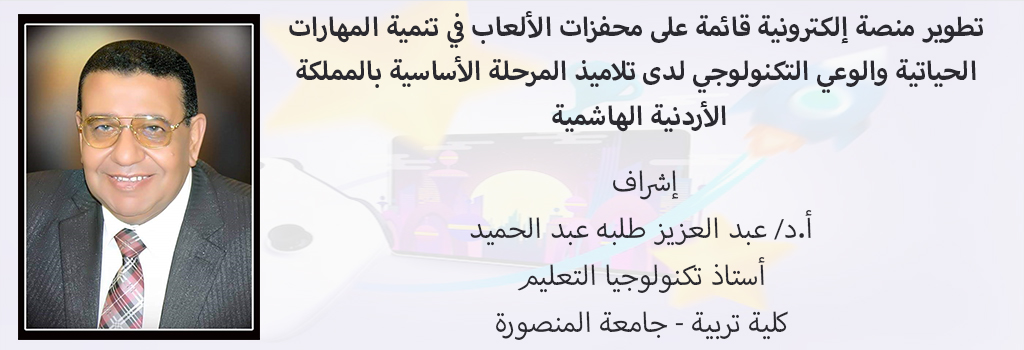 تطوير منصة إلكترونية قائمة على محفزات الألعاب في تنمية المهارات
الحياتية والوعي التكنولوجي لدى تلاميذ المرحلة الأساسية بالمملكة
الأردنية الهاشمية
إشراف
أ.د/ عبد العزيز طلبه عبد الحميد
أستاذ تكنولوجيا التعليم
كلية تربية - جامعة المنصورة